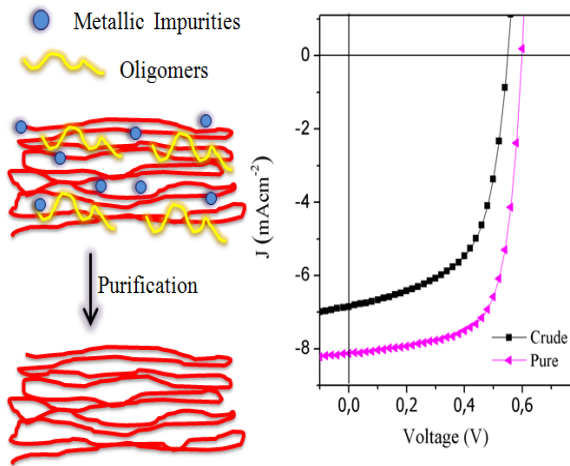 Metallic Impurities
Oligomers
Purification
J (mAcm⁻²)
0
-2
-4
-6
-8
Crude
Pure
0,0
0,2
0,4
0,6
Voltage (V)